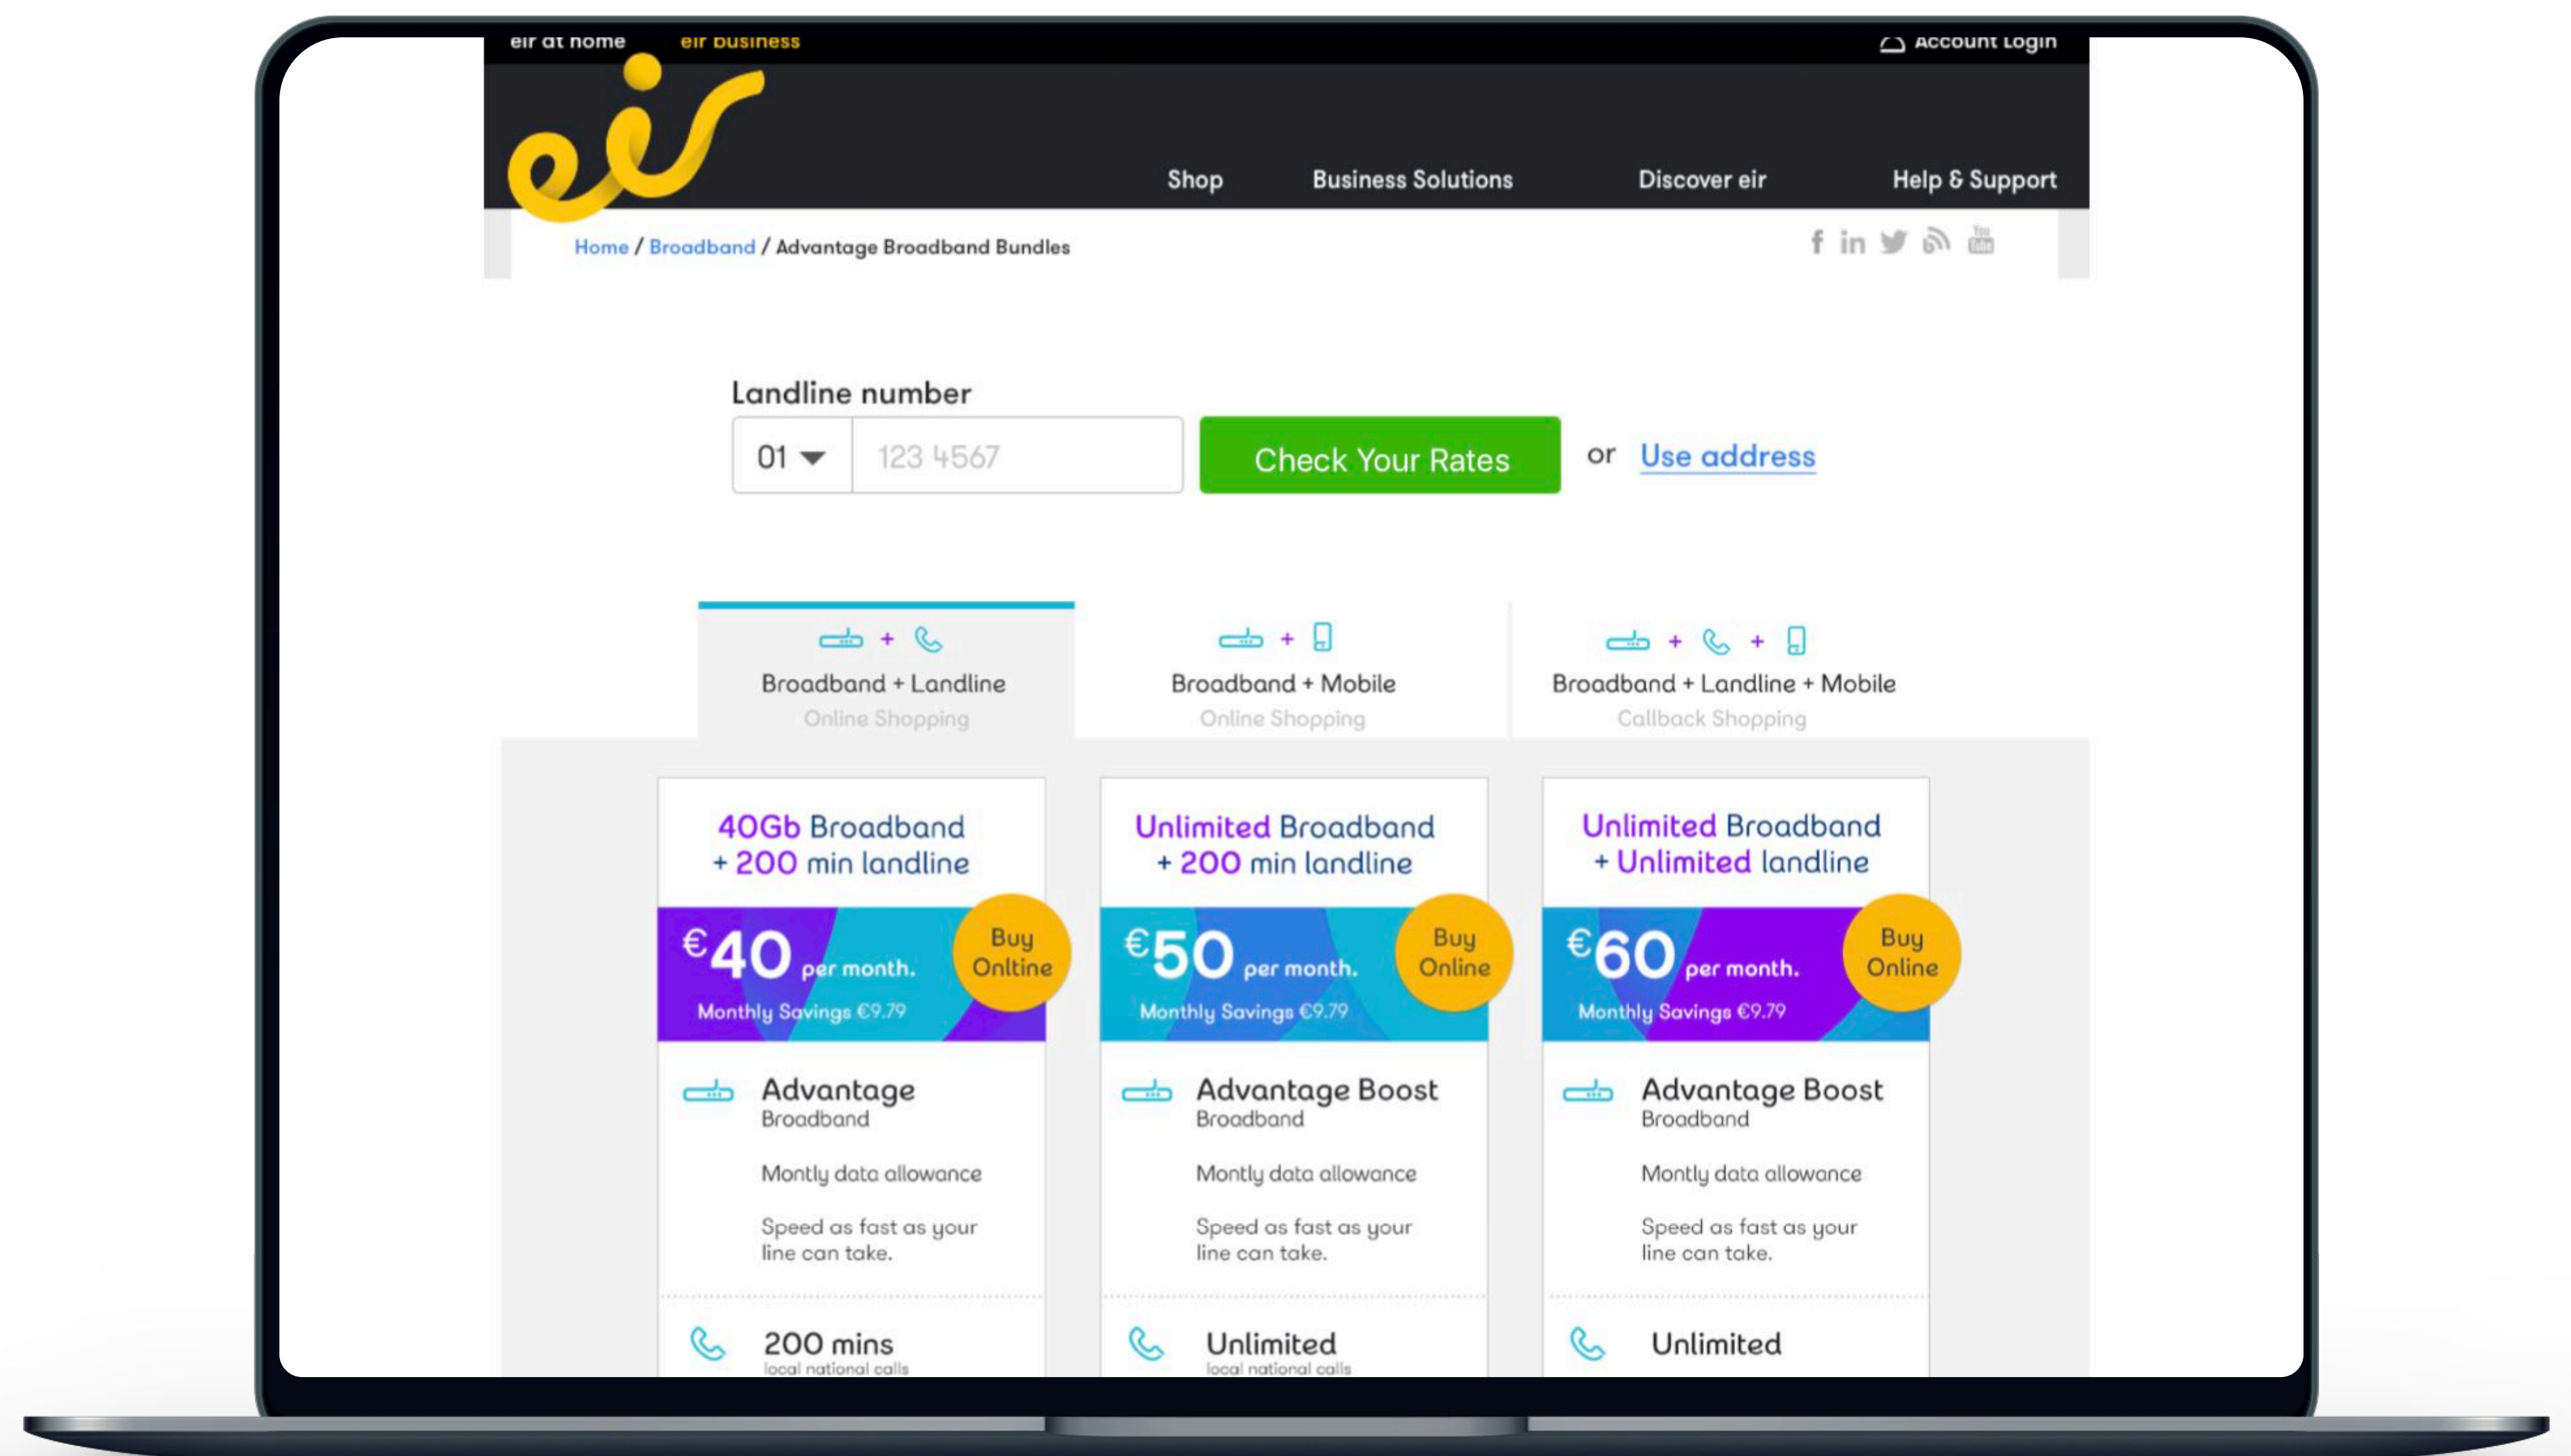 eir at home eir business Account Login
eir
Shop Business Solutions Discover eir Help & Support
Home / Broadband / Advantage Broadband Bundles
f in You Tube
Landline number
01 123 4567 Check Your Rates or Use address
+ + + +
Broadband + Landline Broadband + Mobile Broadband + Landline + Mobile
Online Shopping Online Shopping Callback Shopping
40Gb Broadband
+ 200 min landline
€40 per month.
Buy
Onltine
Monthly Savings €9.79
Advantage
Broadband
Montly data allowance
Speed as fast as your
line can take.
200 mins
local national calls
Unlimited Broadband
+ 200 min landline
€50 per month.
Buy
Online
Monthly Savings €9.79
Advantage Boost
Broadband
Montly data allowance
Speed as fast as your
line can take.
Unlimited
local national calls
Unlimited Broadband
+ Unlimited landline
€60 per month.
Buy
Online
Monthly Savings €9.79
Advantage Boost
Broadband
Montly data allowance
Speed as fast as your
line can take.
Unlimited